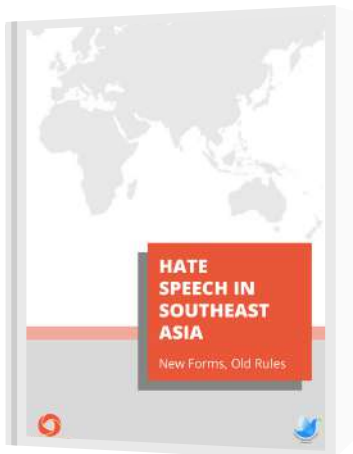 HATE
SPEECH IN
SOUTHEAST
ASIA
New Forms, Old Rules